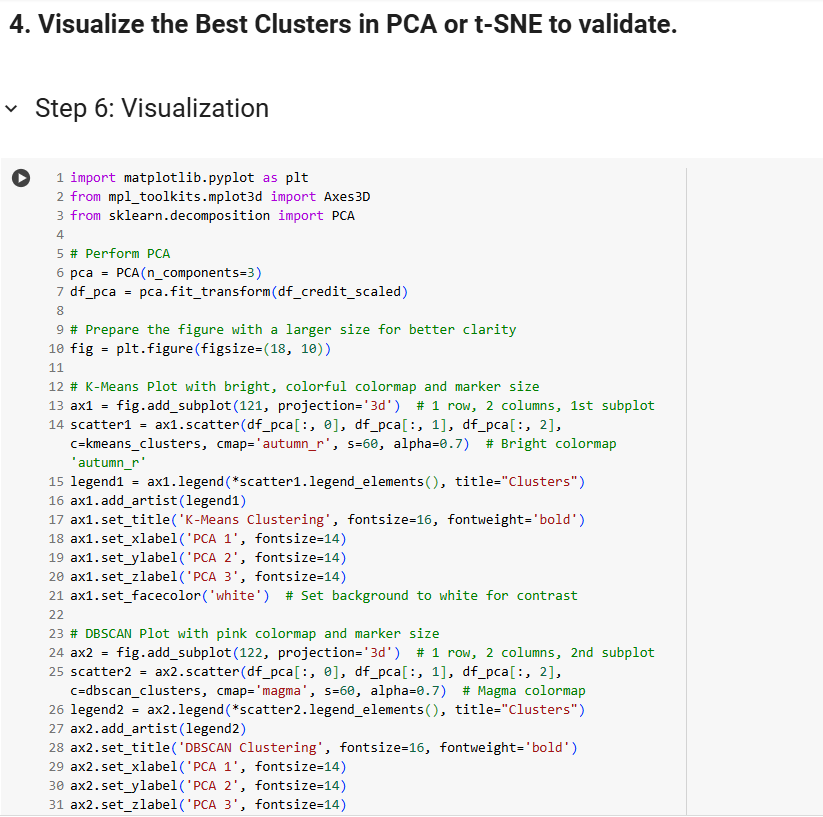 4. Visualize the Best Clusters in PCA or t-SNE to validate.
Step 6: Visualization
1 import matplotlib.pyplot as plt
2 from mpl_toolkits.mplot3d import Axes3D
3 from sklearn.decomposition import PCA
4
5 # Perform PCA
6 pca = PCA(n_components=3)
7 df_pca = pca.fit_transform(df_credit_scaled)
8
9 # Prepare the figure with a larger size for better clarity
10 fig = plt.figure(figsize=(18, 10))
11
12 # K-Means Plot with bright, colorful colormap and marker size
13 ax1 = fig.add_subplot(121, projection='3d')  # 1 row, 2 columns, 1st subplot
14 scatter1 = ax1.scatter(df_pca[:, 0], df_pca[:, 1], df_pca[:, 2],
c=kmeans_clusters, cmap='autumn_r', s=60, alpha=0.7)  # Bright colormap
'autumn_r'
15 legend1 = ax1.legend(*scatter1.legend_elements(), title="Clusters")
16 ax1.add_artist(legend1)
17 ax1.set_title('K-Means Clustering', fontsize=16, fontweight='bold')
18 ax1.set_xlabel('PCA 1', fontsize=14)
19 ax1.set_ylabel('PCA 2', fontsize=14)
20 ax1.set_zlabel('PCA 3', fontsize=14)
21 ax1.set_facecolor('white')  # Set background to white for contrast
22
23 # DBSCAN Plot with pink colormap and marker size
24 ax2 = fig.add_subplot(122, projection='3d')  # 1 row, 2 columns, 2nd subplot
25 scatter2 = ax2.scatter(df_pca[:, 0], df_pca[:, 1], df_pca[:, 2],
c=dbscan_clusters, cmap='magma', s=60, alpha=0.7)  # Magma colormap
26 legend2 = ax2.legend(*scatter2.legend_elements(), title="Clusters")
27 ax2.add_artist(legend2)
28 ax2.set_title('DBSCAN Clustering', fontsize=16, fontweight='bold')
29 ax2.set_xlabel('PCA 1', fontsize=14)
30 ax2.set_ylabel('PCA 2', fontsize=14)
31 ax2.set_zlabel('PCA 3', fontsize=14)